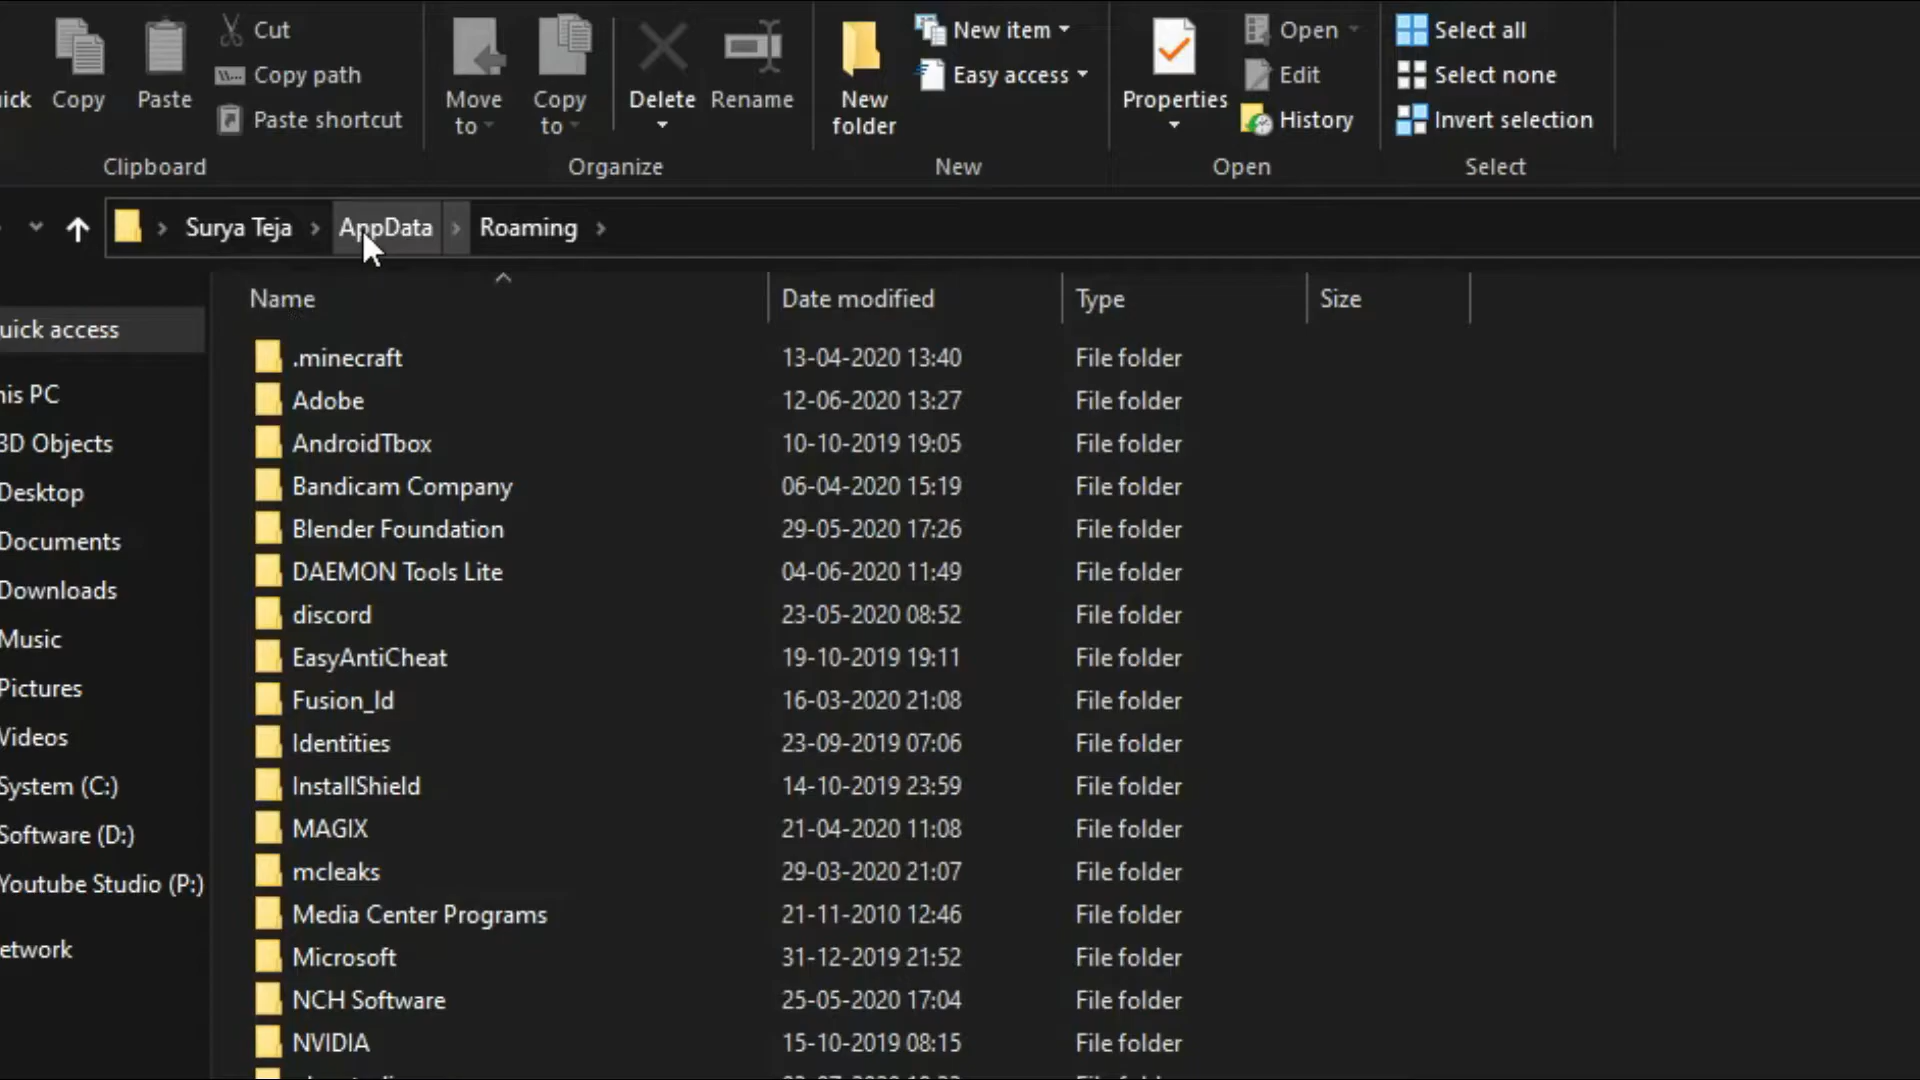 Cut
Copy path
Paste shortcut
Copy
Paste
Clipboard
Move to
Copy to
Delete
Rename
Organize
New folder
New item
Easy access
New
Properties
Open
Edit
History
Open
Select all
Select none
Invert selection
Select
Surya Teja
AppData
Roaming
Name
Date modified
Type
Size
uick access
his PC
3D Objects
Desktop
Documents
Downloads
Music
Pictures
Videos
System (C:)
Software (D:)
Youtube Studio (P:)
etwork
.minecraft 13-04-2020 13:40 File folder
Adobe 12-06-2020 13:27 File folder
AndroidTbox 10-10-2019 19:05 File folder
Bandicam Company 06-04-2020 15:19 File folder
Blender Foundation 29-05-2020 17:26 File folder
DAEMON Tools Lite 04-06-2020 11:49 File folder
discord 23-05-2020 08:52 File folder
EasyAntiCheat 19-10-2019 19:11 File folder
Fusion_Id 16-03-2020 21:08 File folder
Identities 23-09-2019 07:06 File folder
InstallShield 14-10-2019 23:59 File folder
MAGIX 21-04-2020 11:08 File folder
mcleaks 29-03-2020 21:07 File folder
Media Center Programs 21-11-2010 12:46 File folder
Microsoft 31-12-2019 21:52 File folder
NCH Software 25-05-2020 17:04 File folder
NVIDIA 15-10-2019 08:15 File folder